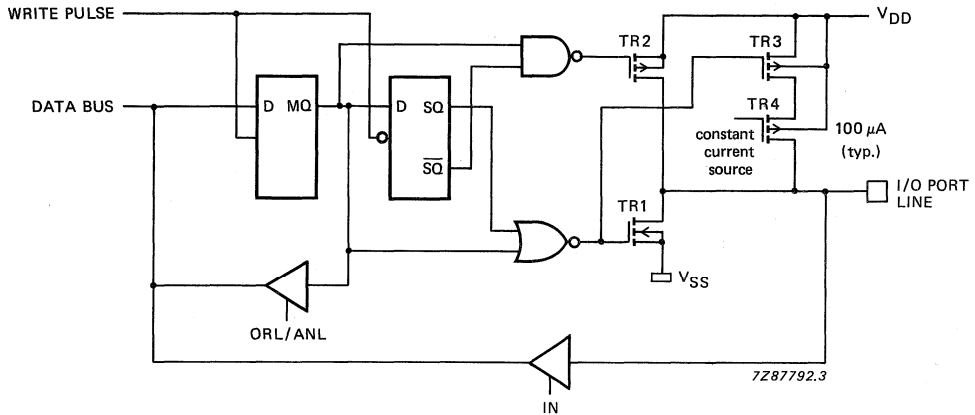 WRITE PULSE
V_DD
TR2
TR3
DATA BUS
D
MQ
D
SQ
S̅Q̅
TR4
constant
current
source
100 μA
(typ.)
I/O PORT
LINE
TR1
V_SS
ORL/ANL
7Z87792.3
IN